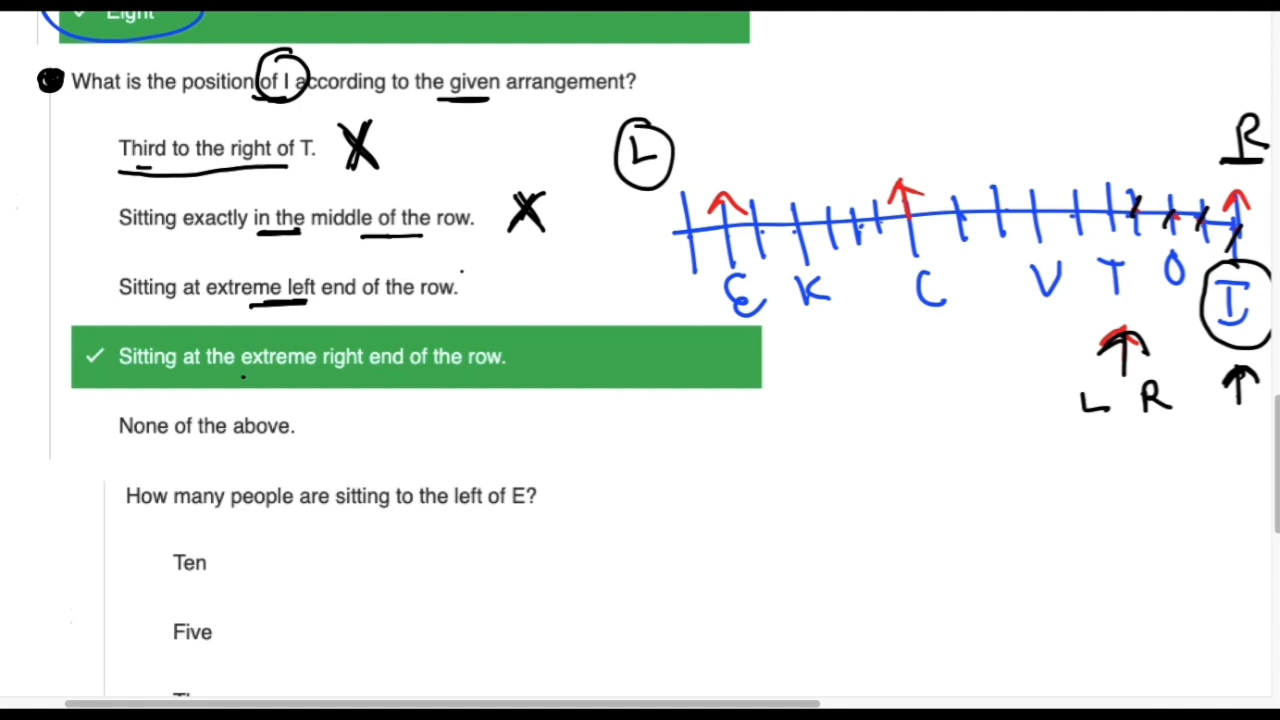 Eight
What is the position of I according to the given arrangement?
Third to the right of T.
Sitting exactly in the middle of the row.
Sitting at extreme left end of the row.
Sitting at the extreme right end of the row.
None of the above.
How many people are sitting to the left of E?
Ten
Five
L
R
E K C V T O I
L R